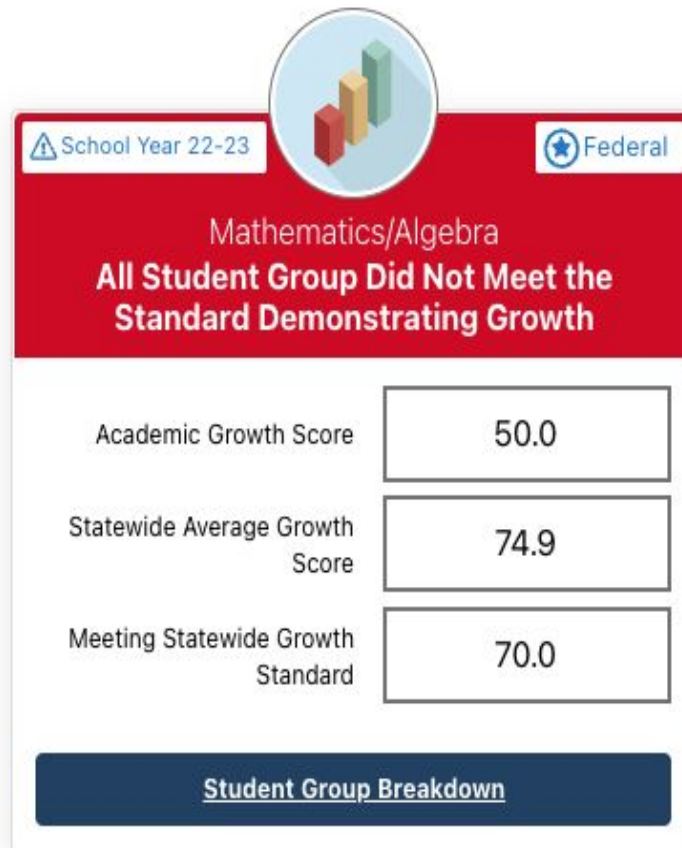 School Year 22-23
Federal
Mathematics/Algebra
All Student Group Did Not Meet the
Standard Demonstrating Growth
Academic Growth Score
50.0
Statewide Average Growth
Score
74.9
Meeting Statewide Growth
Standard
70.0
Student Group Breakdown